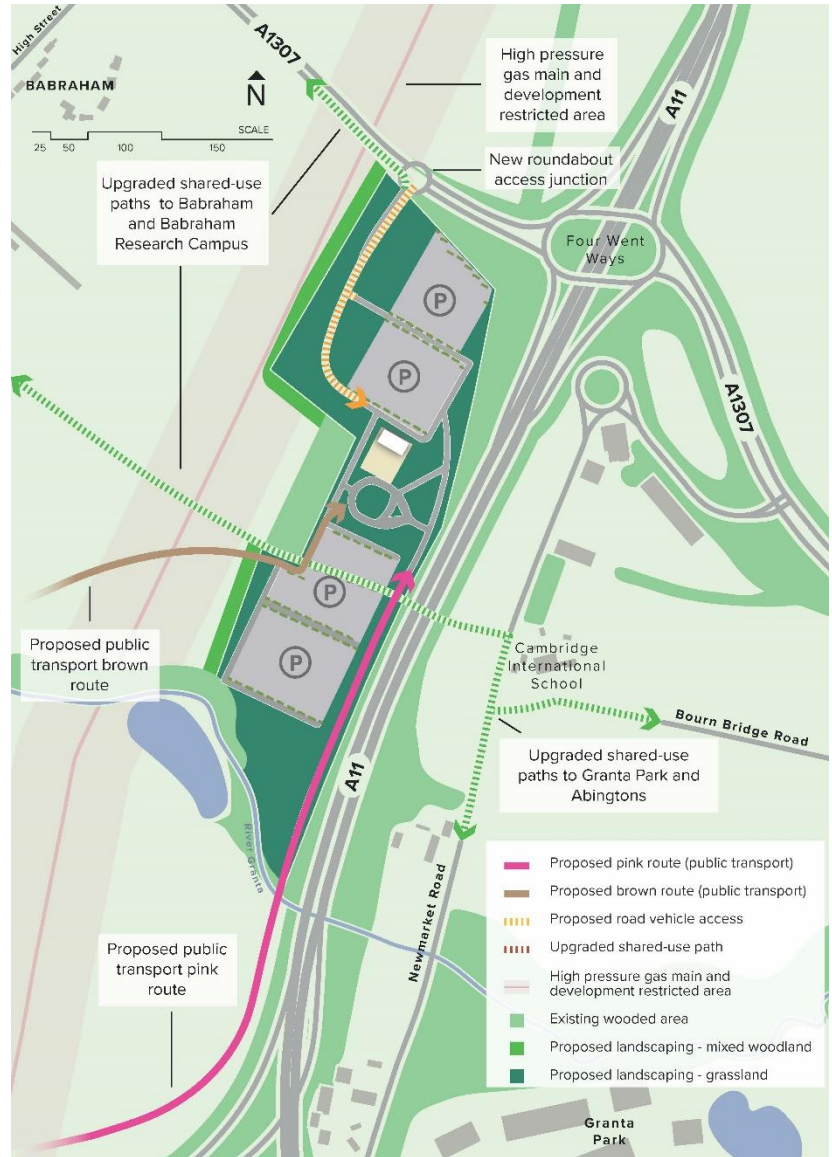 High Street
A1307
BABRAHAM
N
SCALE
25 50 100 150
High pressure
gas main and
development
restricted area
A11
New roundabout
access junction
Upgraded shared-use
paths to Babraham
and Babraham
Research Campus
Four Went
Ways
P
P
A1307
P
P
Proposed public
transport brown
route
Cambridge
International
School
Bourn Bridge Road
Upgraded shared-use
paths to Granta Park and
Abingtons
A11
River Granta
Newmarket Road
Proposed public
transport pink
route
Proposed pink route (public transport)
Proposed brown route (public transport)
Proposed road vehicle access
Upgraded shared-use path
High pressure gas main and
development restricted area
Existing wooded area
Proposed landscaping - mixed woodland
Proposed landscaping - grassland
Granta
Park